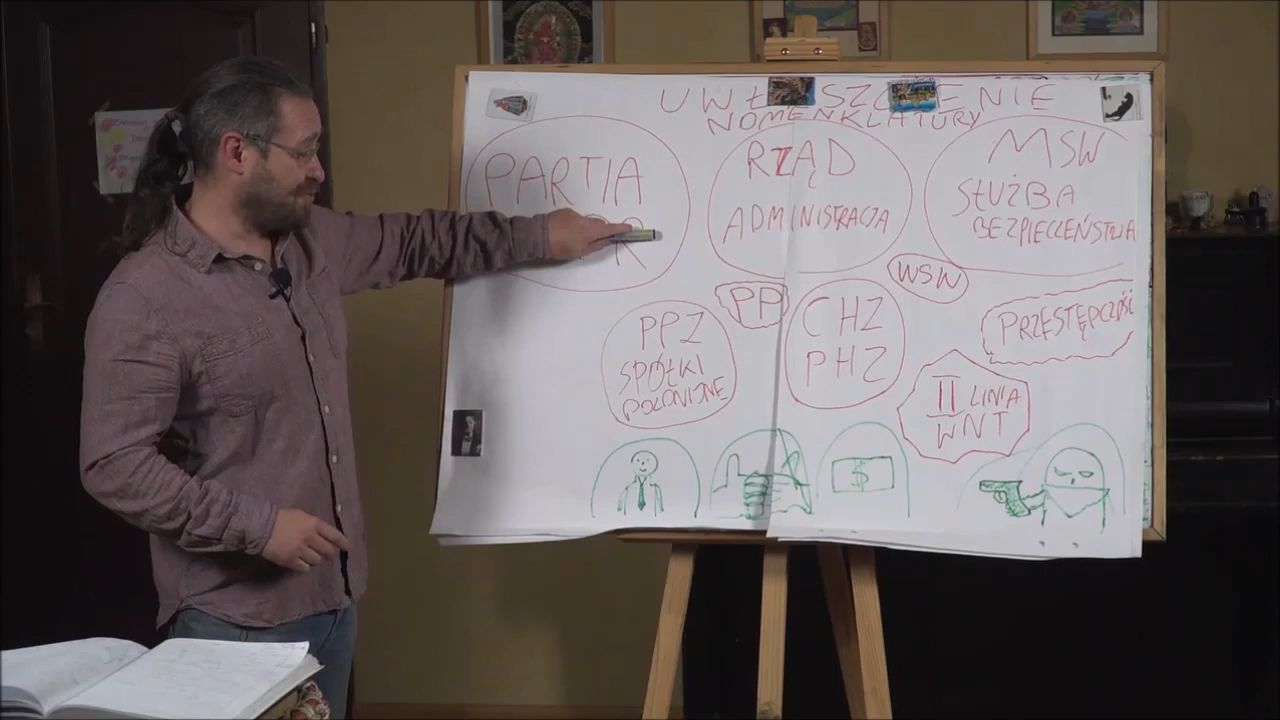 UWŁASZCZENIE
NOMENKLATURY
PARTIA
RZĄD
ADMINISTRACJA
MSW
SŁUŻBA
BEZPIECZEŃSTWA
WSW
PP
PPZ
SPÓŁKI
POLONIJNE
CHZ
PHZ
PRZESTĘPCZOŚĆ
II LINIA
WNT
$